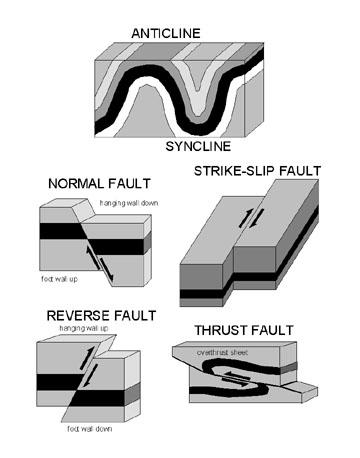 ANTICLINE
SYNCLINE
NORMAL FAULT
hanging wall down
foot wall up
STRIKE-SLIP FAULT
REVERSE FAULT
hanging wall up
foot wall down
THRUST FAULT
overthrust sheet